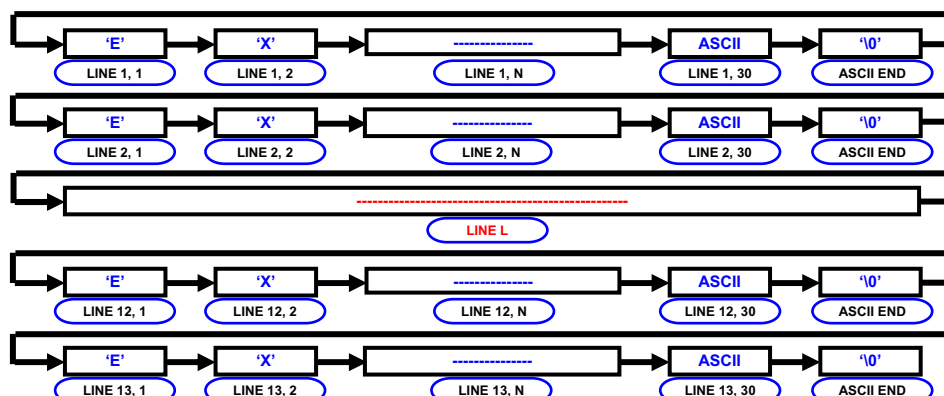 ‘E’ ‘X’ --------------- ASCII ‘\0’
LINE 1, 1 LINE 1, 2 LINE 1, N LINE 1, 30 ASCII END
‘E’ ‘X’ --------------- ASCII ‘\0’
LINE 2, 1 LINE 2, 2 LINE 2, N LINE 2, 30 ASCII END
---------------------------------------------------
LINE L
‘E’ ‘X’ --------------- ASCII ‘\0’
LINE 12, 1 LINE 12, 2 LINE 12, N LINE 12, 30 ASCII END
‘E’ ‘X’ --------------- ASCII ‘\0’
LINE 13, 1 LINE 13, 2 LINE 13, N LINE 13, 30 ASCII END